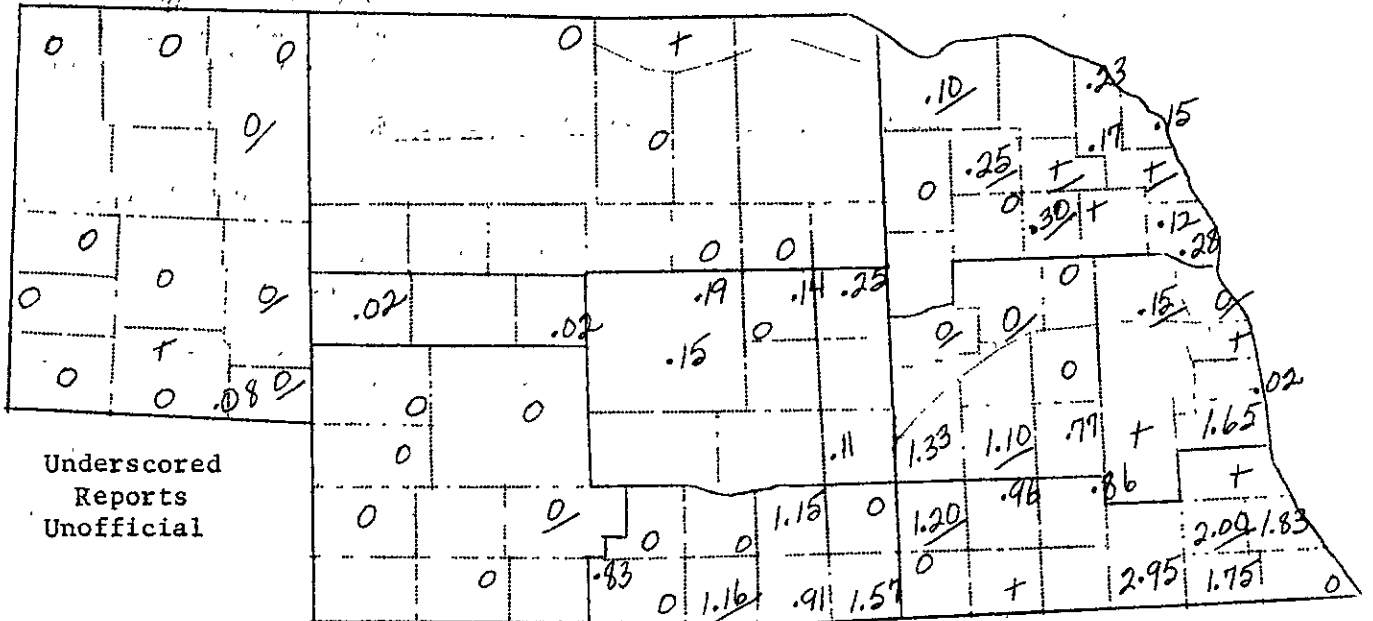 0 0 0 0 +
.23
.10
0 0 .15
.17
.25 + +
0
0 .30 +
.12
0 0 0 .28
0 0 0 .02 .19 .14 .25 0 .15 0
0 .02 0 0 0
+ .15 0 +
0 0 .08 0 0 0 .02
0 .11 1.33 1.10 .77 + 1.65
Underscored
Reports
Unofficial
0 0 1.15 0 1.20 .96 .86 +
0 0 2.00 1.83
0 .83 0 1.16 .91 1.57 0 + 2.95 1.75 0